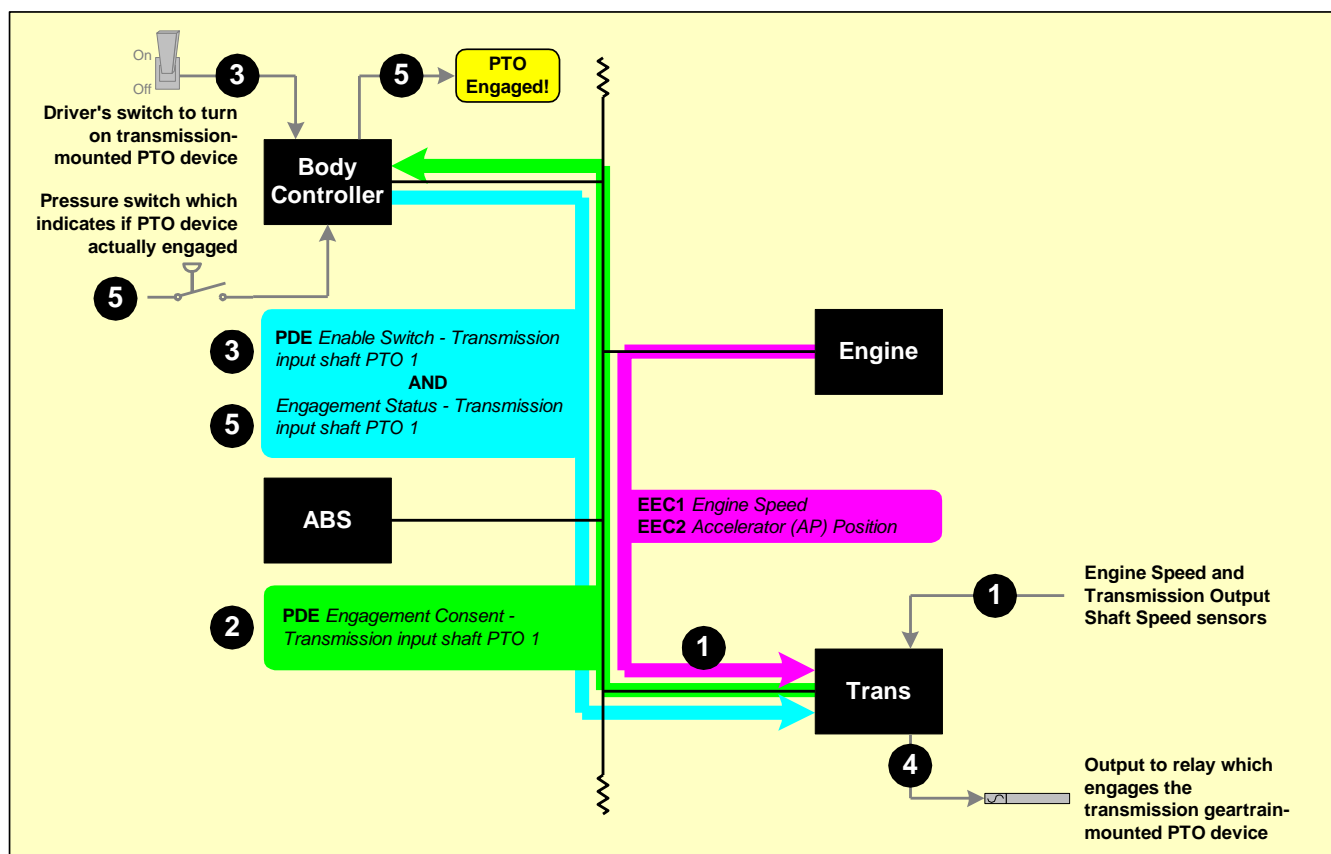 On
Off
3
Driver's switch to turn
on transmission-
mounted PTO device
5
PTO
Engaged!
Body
Controller
Pressure switch which
indicates if PTO device
actually engaged
5
3
PDE Enable Switch - Transmission
input shaft PTO 1
AND
5
Engagement Status - Transmission
input shaft PTO 1
Engine
ABS
EEC1 Engine Speed
EEC2 Accelerator (AP) Position
2
PDE Engagement Consent -
Transmission input shaft PTO 1
1
1
Engine Speed and
Transmission Output
Shaft Speed sensors
Trans
4
Output to relay which
engages the
transmission geartrain-
mounted PTO device